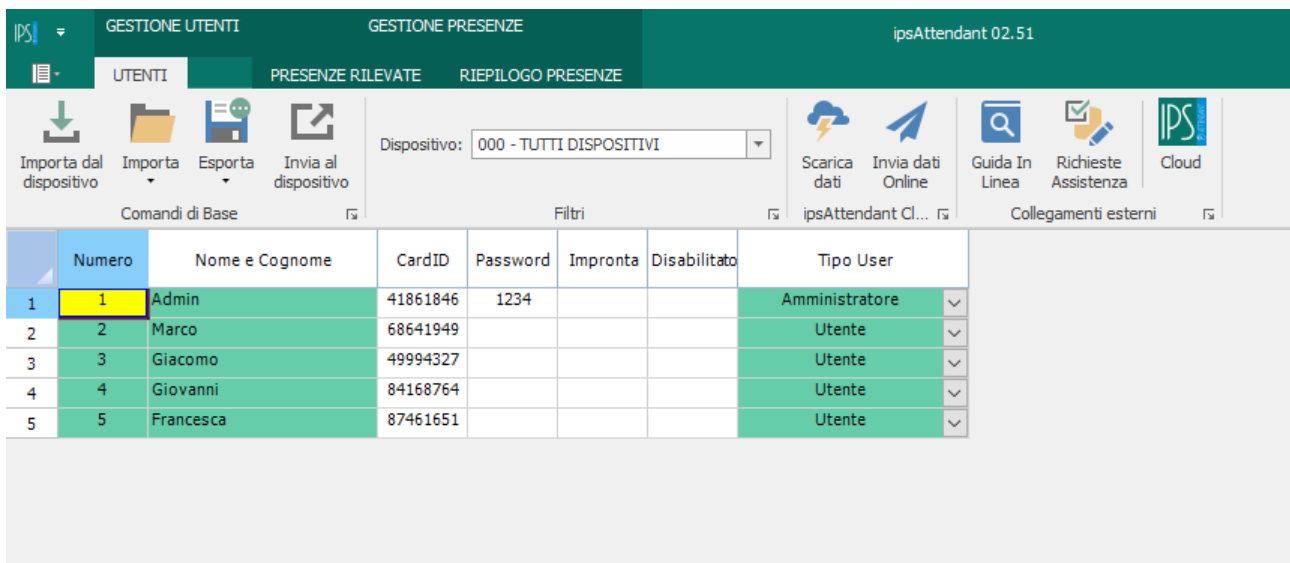 IPS
GESTIONE UTENTI GESTIONE PRESENZE ipsAttendant 02.51
UTENTI PRESENZE RILEVATE RIEPILOGO PRESENZE
Importa dal dispositivo
Importa
Esporta
Invia al dispositivo
Comandi di Base
Dispositivo: 000 - TUTTI DISPOSITIVI
Filtri
Scarica dati
Invia dati Online
ipsAttendant Cl...
Guida In Linea
Richieste Assistenza
IPS
Cloud
Collegamenti esterni
Numero Nome e Cognome CardID Password Impronta Disabilitato Tipo User
1 1 Admin 41861846 1234 Amministratore
2 2 Marco 68641949 Utente
3 3 Giacomo 49994327 Utente
4 4 Giovanni 84168764 Utente
5 5 Francesca 87461651 Utente